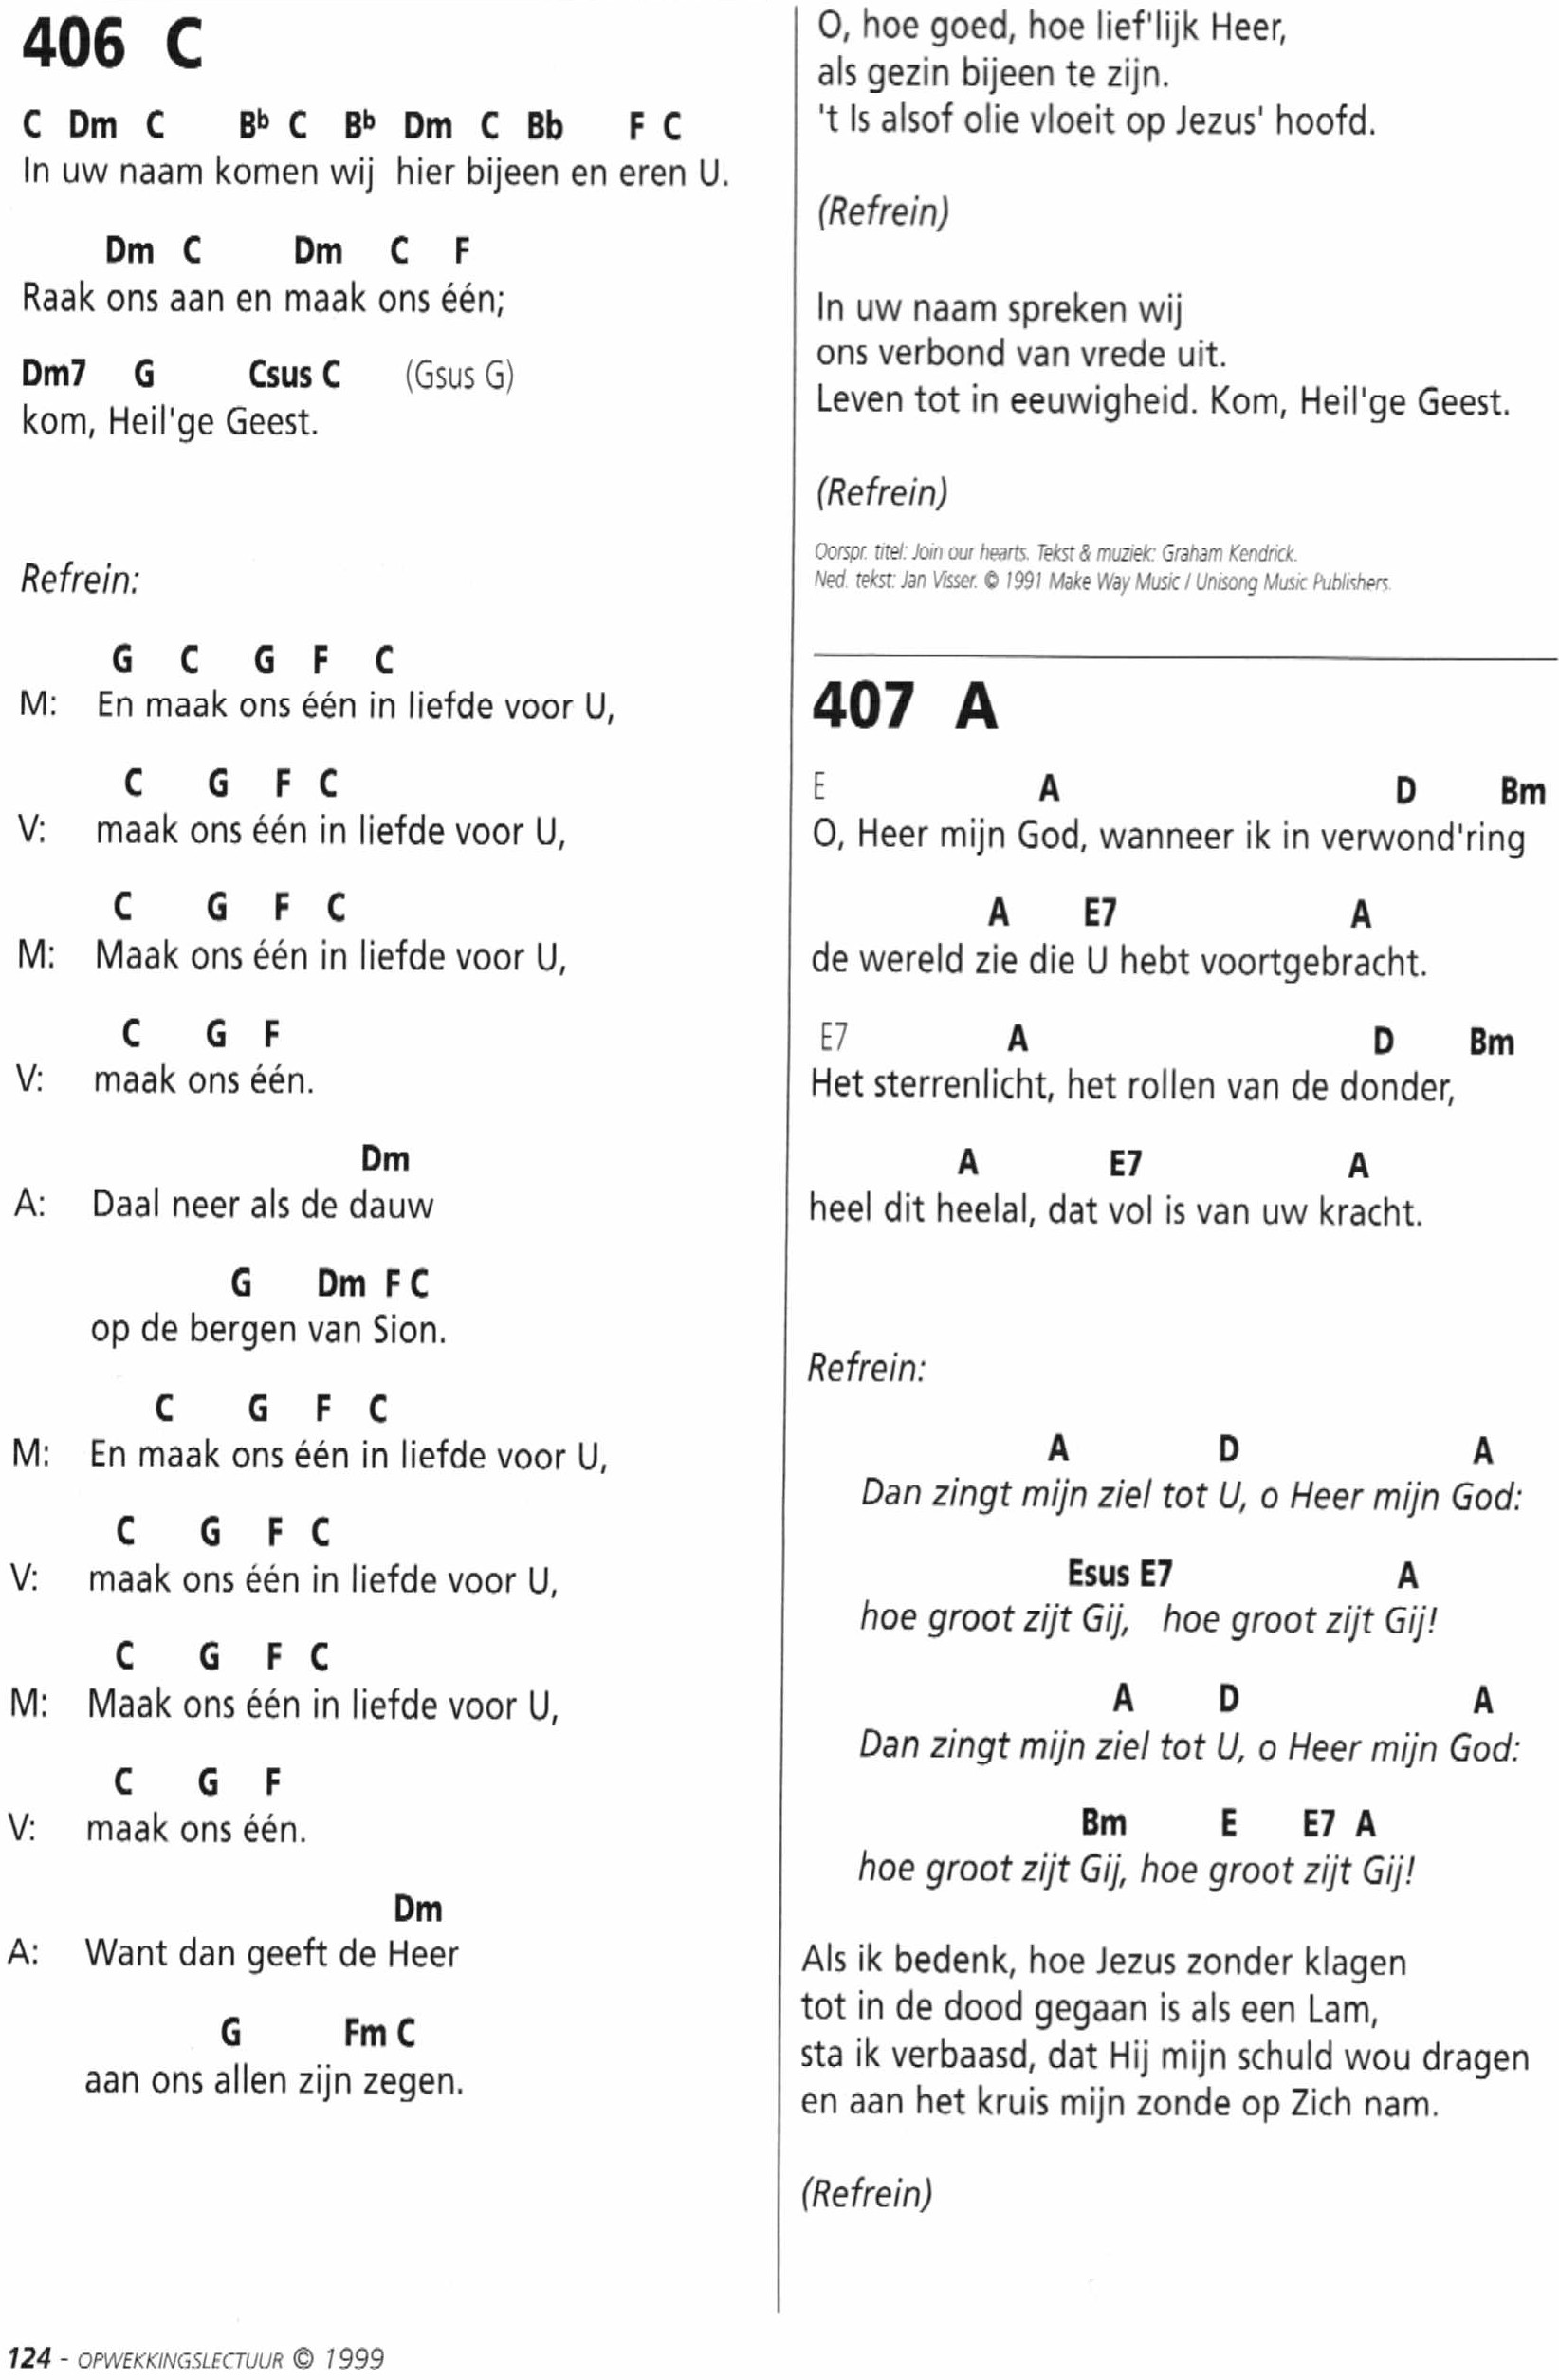 406 C
C Dm C Bb C Bb Dm C Bb F C
In uw naam komen wij hier bijeen en eren U.
Dm C Dm C F
Raak ons aan en maak ons één;
Dm7 G Csus C (Gsus G)
kom, Heil'ge Geest.
Refrein:
G C G F C
M: En maak ons één in liefde voor U,
C G F C
V: maak ons één in liefde voor U,
C G F C
M: Maak ons één in liefde voor U,
C G F
V: maak ons één.
Dm
A: Daal neer als de dauw
G Dm F C
op de bergen van Sion.
C G F C
M: En maak ons één in liefde voor U,
C G F C
V: maak ons één in liefde voor U,
C G F C
M: Maak ons één in liefde voor U,
C G F
V: maak ons één.
Dm
A: Want dan geeft de Heer
G Fm C
aan ons allen zijn zegen.
O, hoe goed, hoe lief'lijk Heer,
als gezin bijeen te zijn.
't Is alsof olie vloeit op Jezus' hoofd.
(Refrein)
In uw naam spreken wij
ons verbond van vrede uit.
Leven tot in eeuwigheid. Kom, Heil'ge Geest.
(Refrein)
Oorspr. titel: Join our hearts. Tekst & muziek: Graham Kendrick.
Ned. tekst: Jan Visser. © 1991 Make Way Music / Unisong Music Publishers.
407 A
E A D Bm
O, Heer mijn God, wanneer ik in verwond'ring
A E7 A
de wereld zie die U hebt voortgebracht.
E7 A D Bm
Het sterrenlicht, het rollen van de donder,
A E7 A
heel dit heelal, dat vol is van uw kracht.
Refrein:
A D A
Dan zingt mijn ziel tot U, o Heer mijn God:
Esus E7 A
hoe groot zijt Gij, hoe groot zijt Gij!
A D A
Dan zingt mijn ziel tot U, o Heer mijn God:
Bm E E7 A
hoe groot zijt Gij, hoe groot zijt Gij!
Als ik bedenk, hoe Jezus zonder klagen
tot in de dood gegaan is als een Lam,
sta ik verbaasd, dat Hij mijn schuld wou dragen
en aan het kruis mijn zonde op Zich nam.
(Refrein)
124 - OPWEKKINGSLECTUUR © 1999